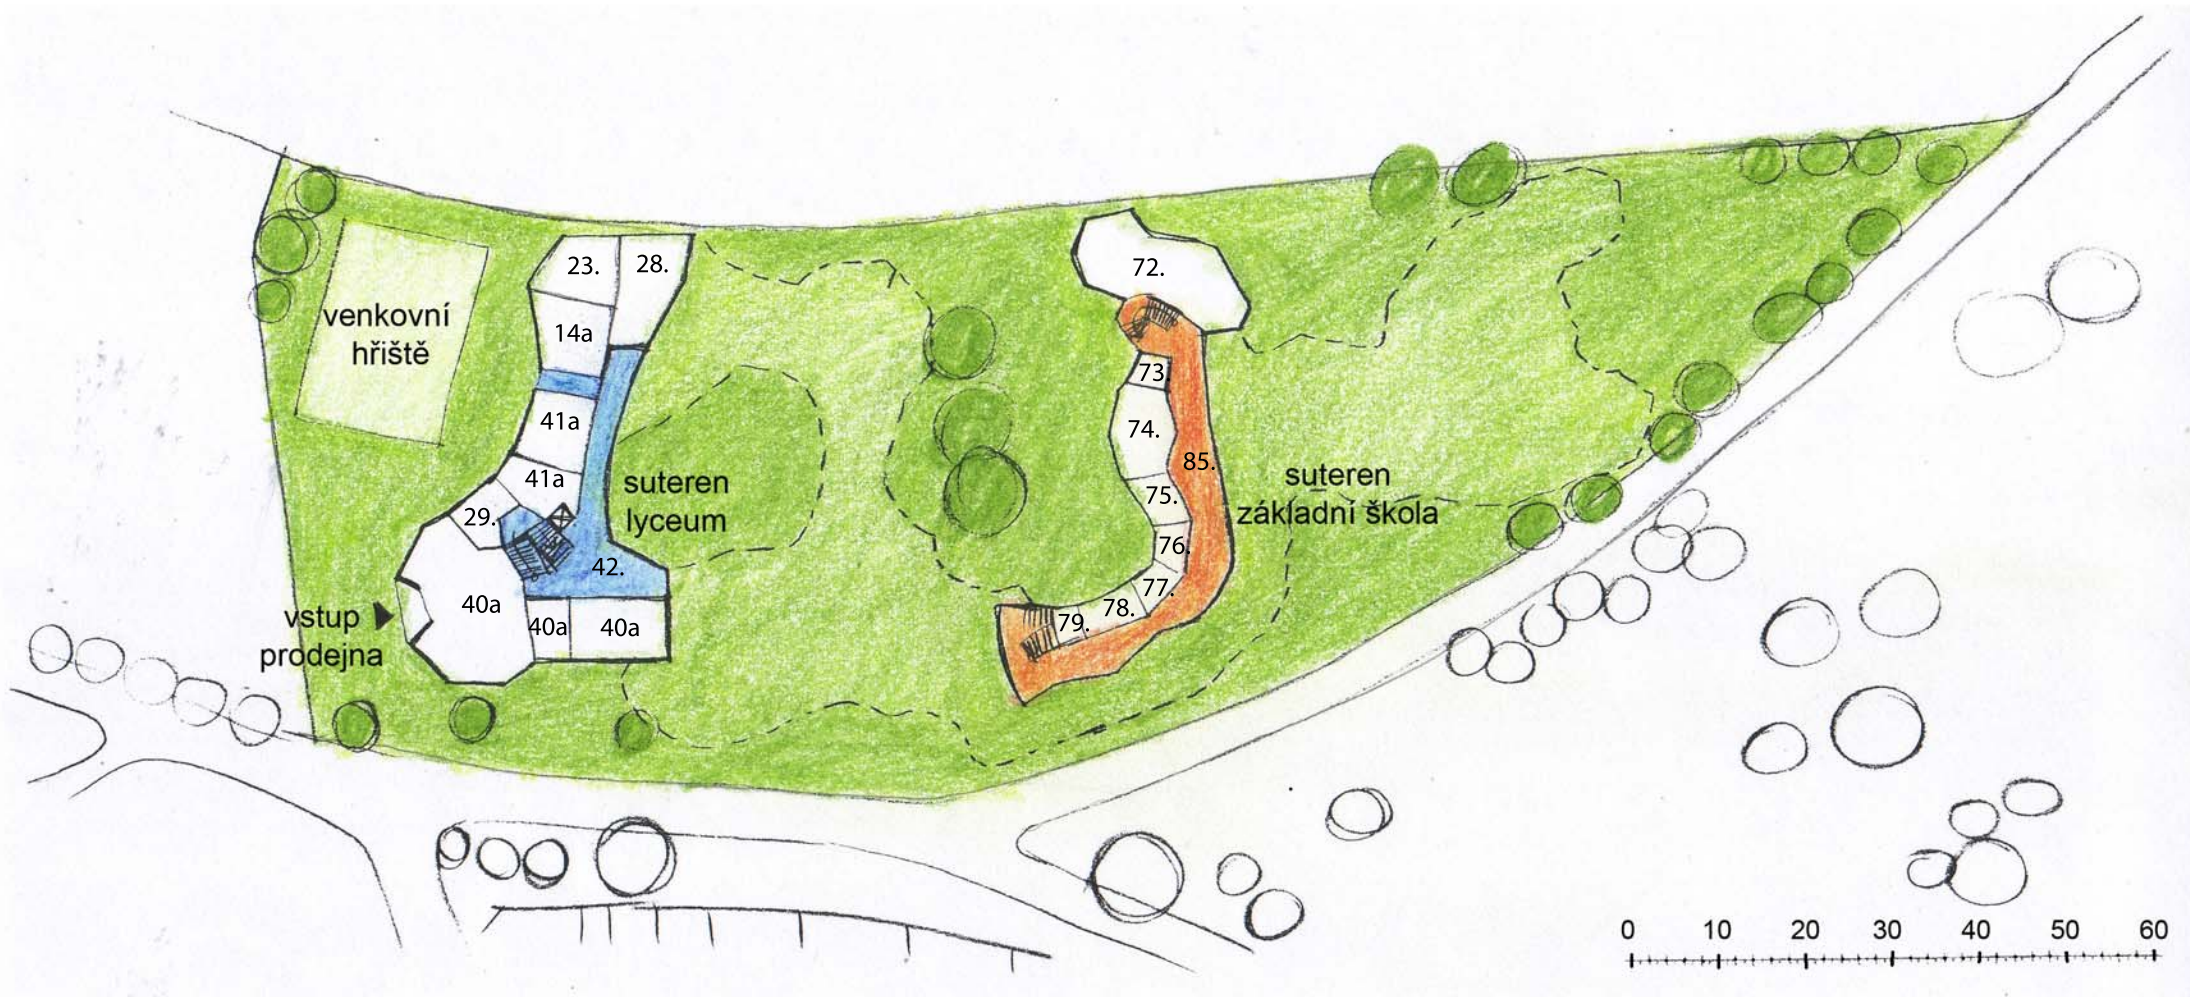 23.
28.
72.
venkovní
hřiště
14a
73.
41a
74.
85.
41a
suteren
lyceum
suteren
základní škola
75.
29.
76.
42.
77.
78.
79.
vstup
prodejna
40a
40a
40a
0 10 20 30 40 50 60